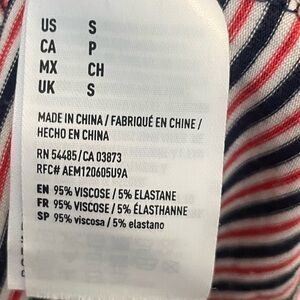 US S
CA P
MX CH
UK S
MADE IN CHINA / FABRIQUÉ EN CHINE /
HECHO EN CHINA
RN 54485/CA 03873
RFC# AEM120605U9A
EN 95% VISCOSE / 5% ELASTANE
FR 95% VISCOSE / 5% ÉLASTHANNE
SP 95% viscosa / 5% elastano